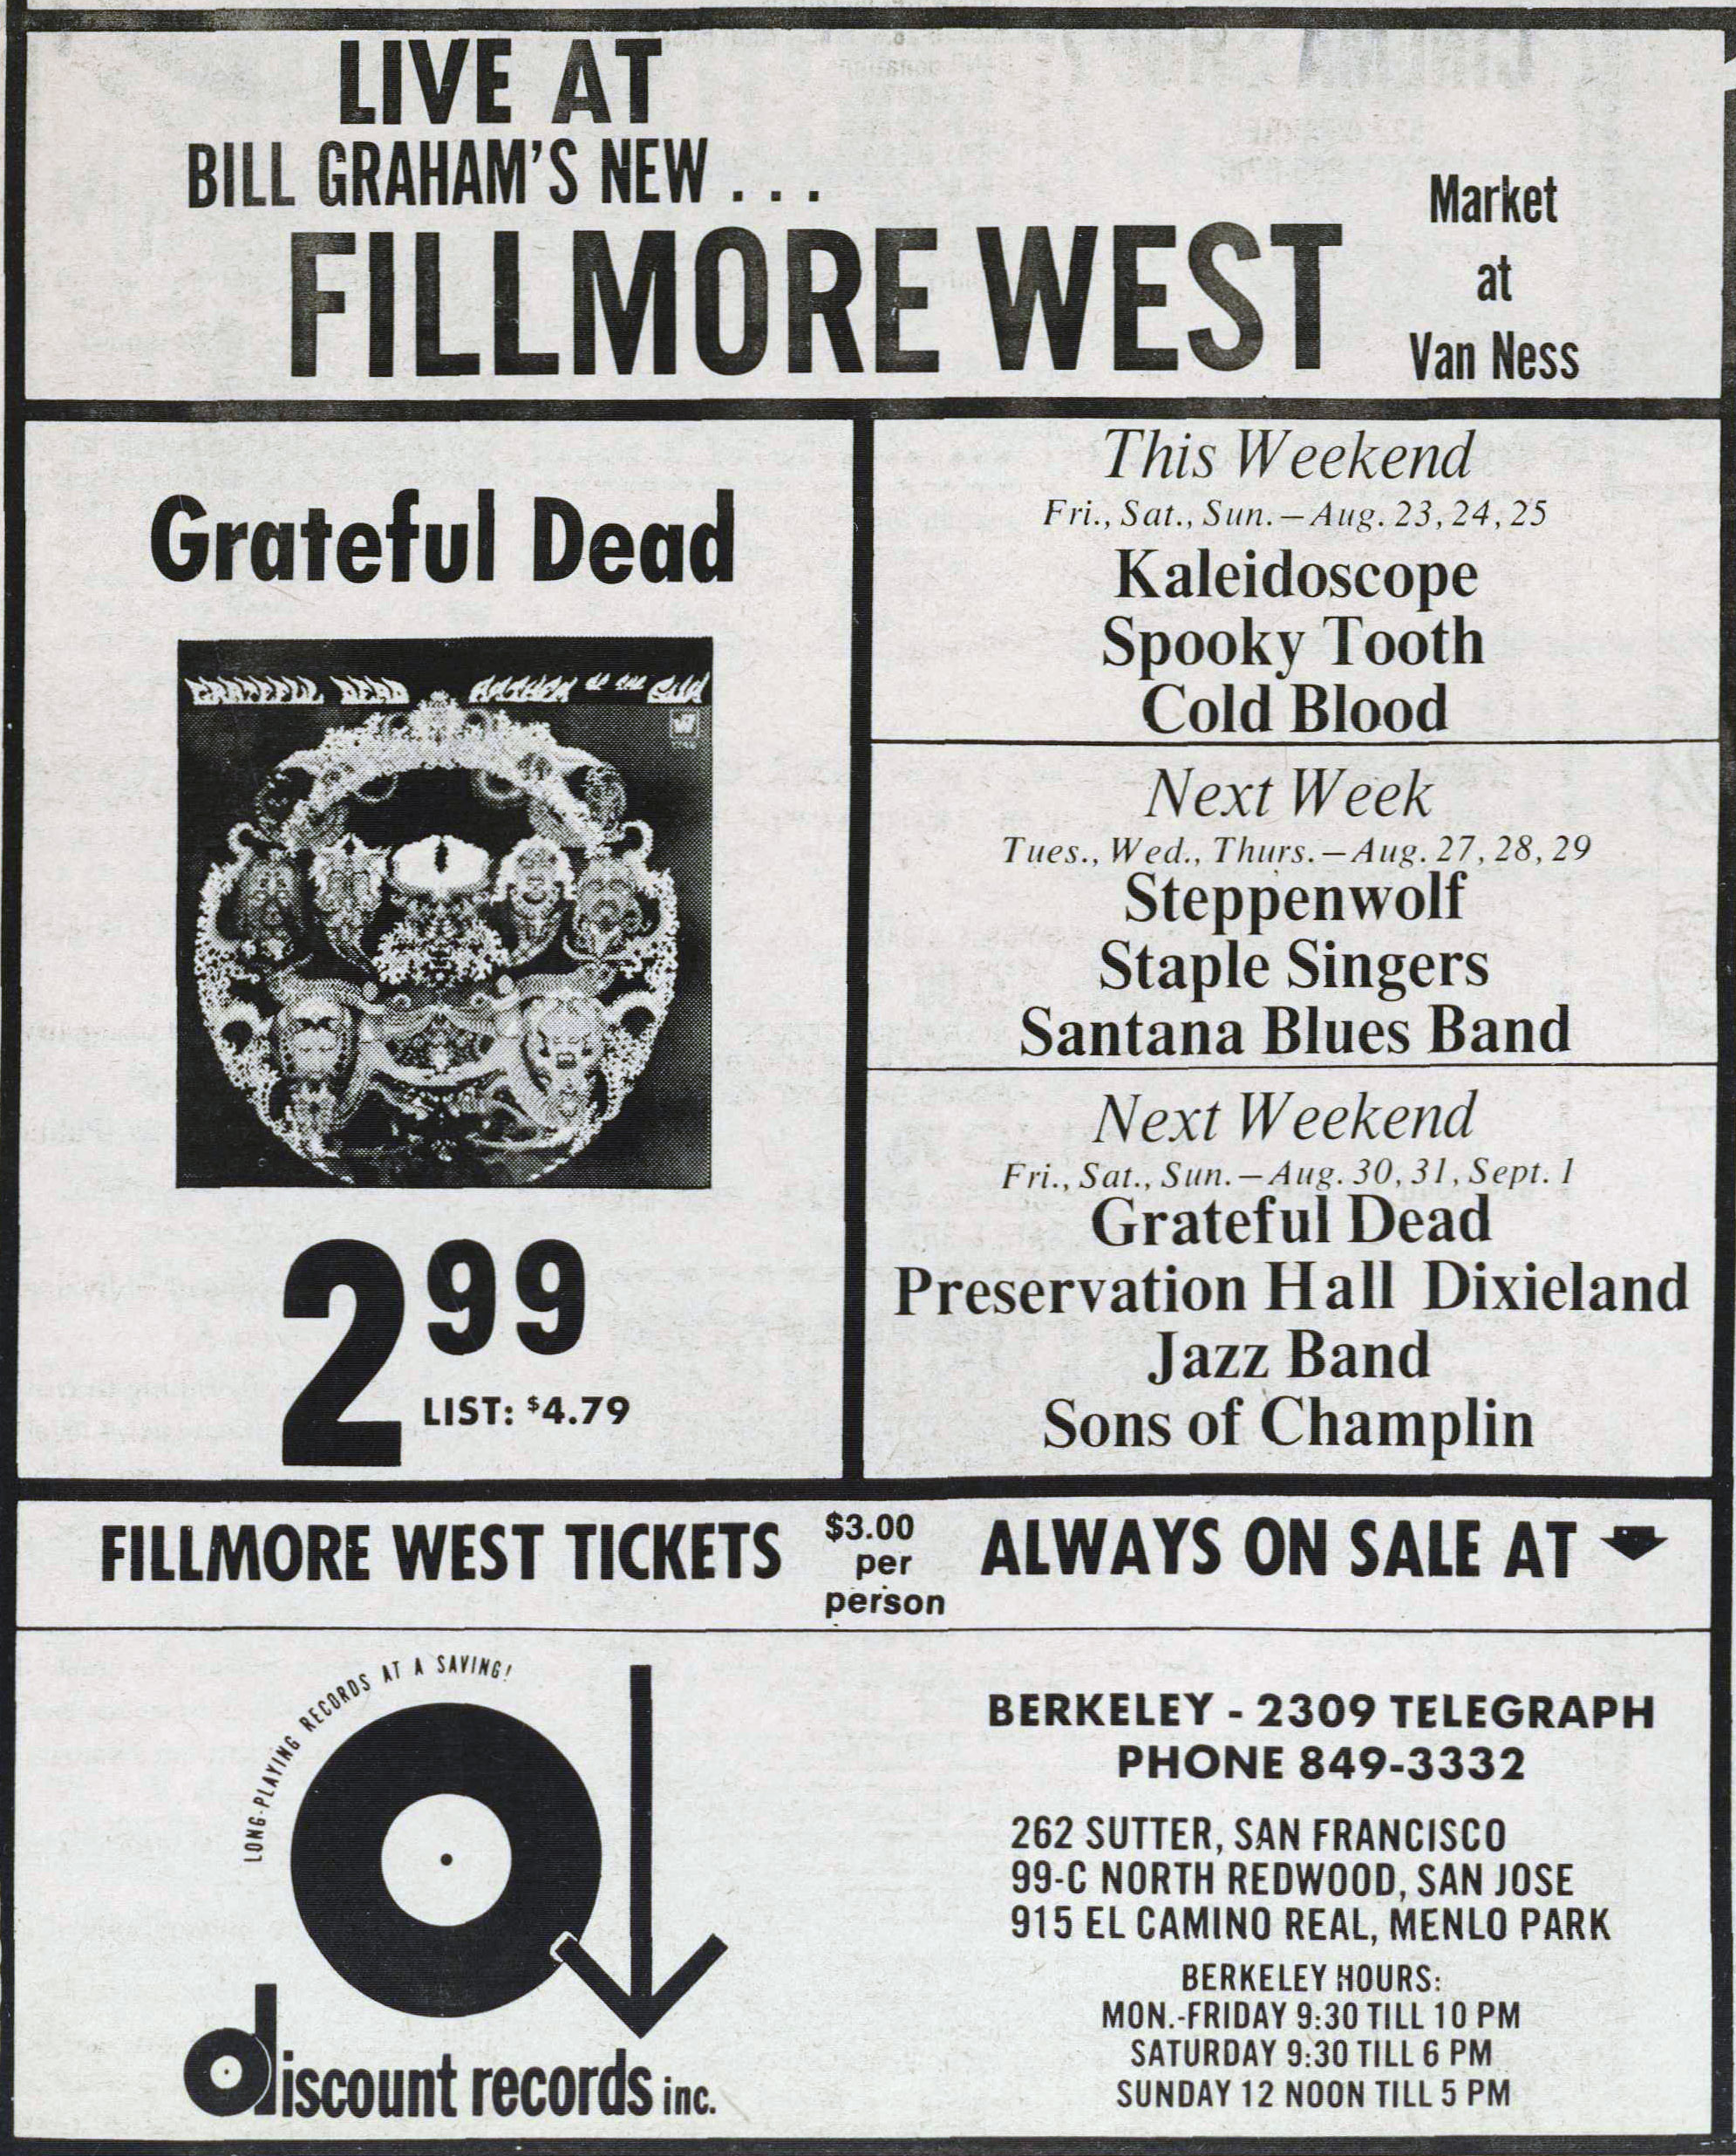 LIVE AT
BILL GRAHAM'S NEW . . .
FILLMORE WEST
Market
at
Van Ness
Grateful Dead
GRATEFUL DEAD ANTHEM OF THE SUN
2 99
LIST: $4.79
This Weekend
Fri., Sat., Sun. — Aug. 23, 24, 25
Kaleidoscope
Spooky Tooth
Cold Blood
Next Week
Tues., Wed., Thurs. — Aug. 27, 28, 29
Steppenwolf
Staple Singers
Santana Blues Band
Next Weekend
Fri., Sat., Sun. — Aug. 30, 31, Sept. 1
Grateful Dead
Preservation Hall Dixieland
Jazz Band
Sons of Champlin
FILLMORE WEST TICKETS
$3.00
per
person
ALWAYS ON SALE AT
LONG-PLAYING RECORDS AT A SAVING!
discount records inc.
BERKELEY - 2309 TELEGRAPH
PHONE 849-3332
262 SUTTER, SAN FRANCISCO
99-C NORTH REDWOOD, SAN JOSE
915 EL CAMINO REAL, MENLO PARK
BERKELEY HOURS:
MON.-FRIDAY 9:30 TILL 10 PM
SATURDAY 9:30 TILL 6 PM
SUNDAY 12 NOON TILL 5 PM